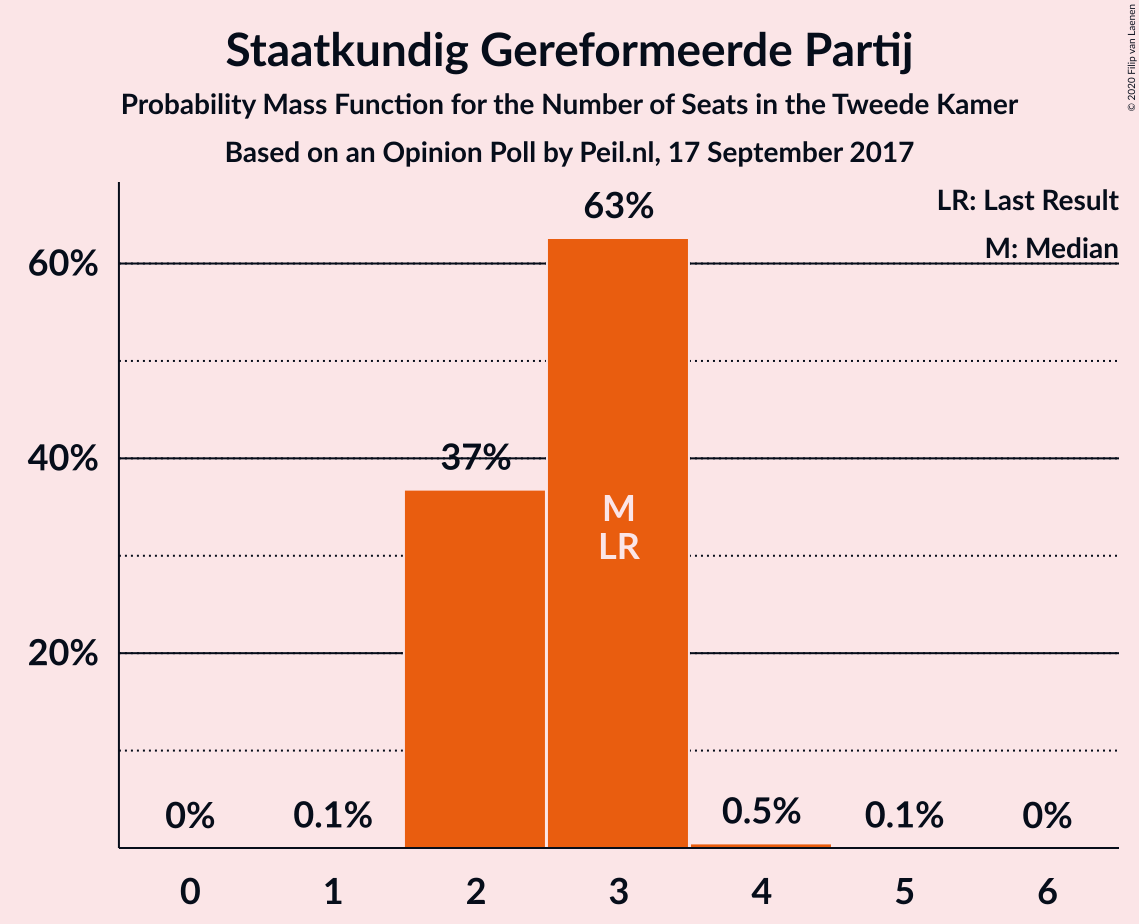 Staatkundig Gereformeerde Partij
Probability Mass Function for the Number of Seats in the Tweede Kamer
Based on an Opinion Poll by Peil.nl, 17 September 2017
© 2020 Filip van Laenen
LR: Last Result
M: Median
63%
60%
40%
37%
M
LR
20%
0%
0.1%
0.5%
0.1%
0%
0
1
2
3
4
5
6